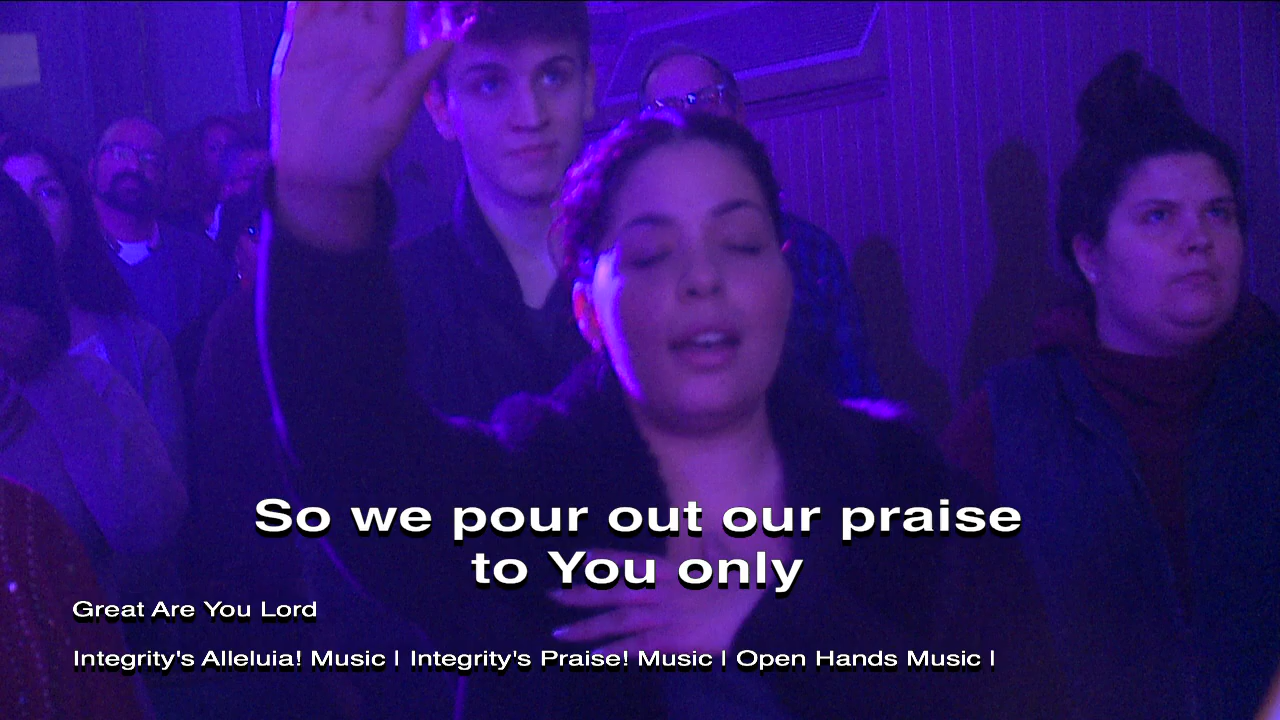 So we pour out our praise
to You only
Great Are You Lord
Integrity's Alleluia! Music | Integrity's Praise! Music | Open Hands Music |